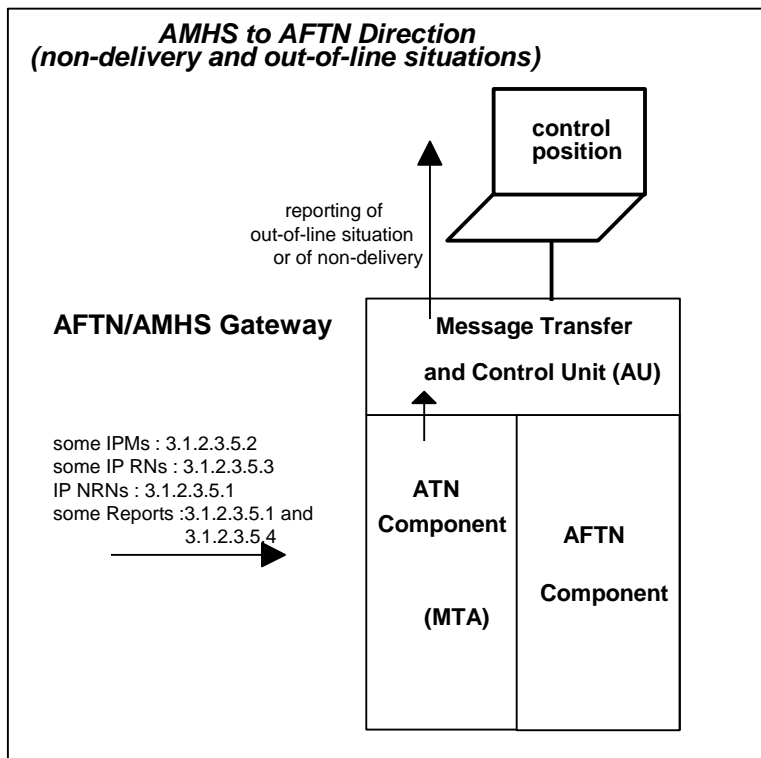 AMHS to AFTN Direction
(non-delivery and out-of-line situations)
control
position
reporting of
out-of-line situation
or of non-delivery
AFTN/AMHS Gateway
Message Transfer
and Control Unit (AU)
some IPMs : 3.1.2.3.5.2
some IP RNs : 3.1.2.3.5.3
IP NRNs : 3.1.2.3.5.1
some Reports :3.1.2.3.5.1 and
3.1.2.3.5.4
ATN
Component
(MTA)
AFTN
Component